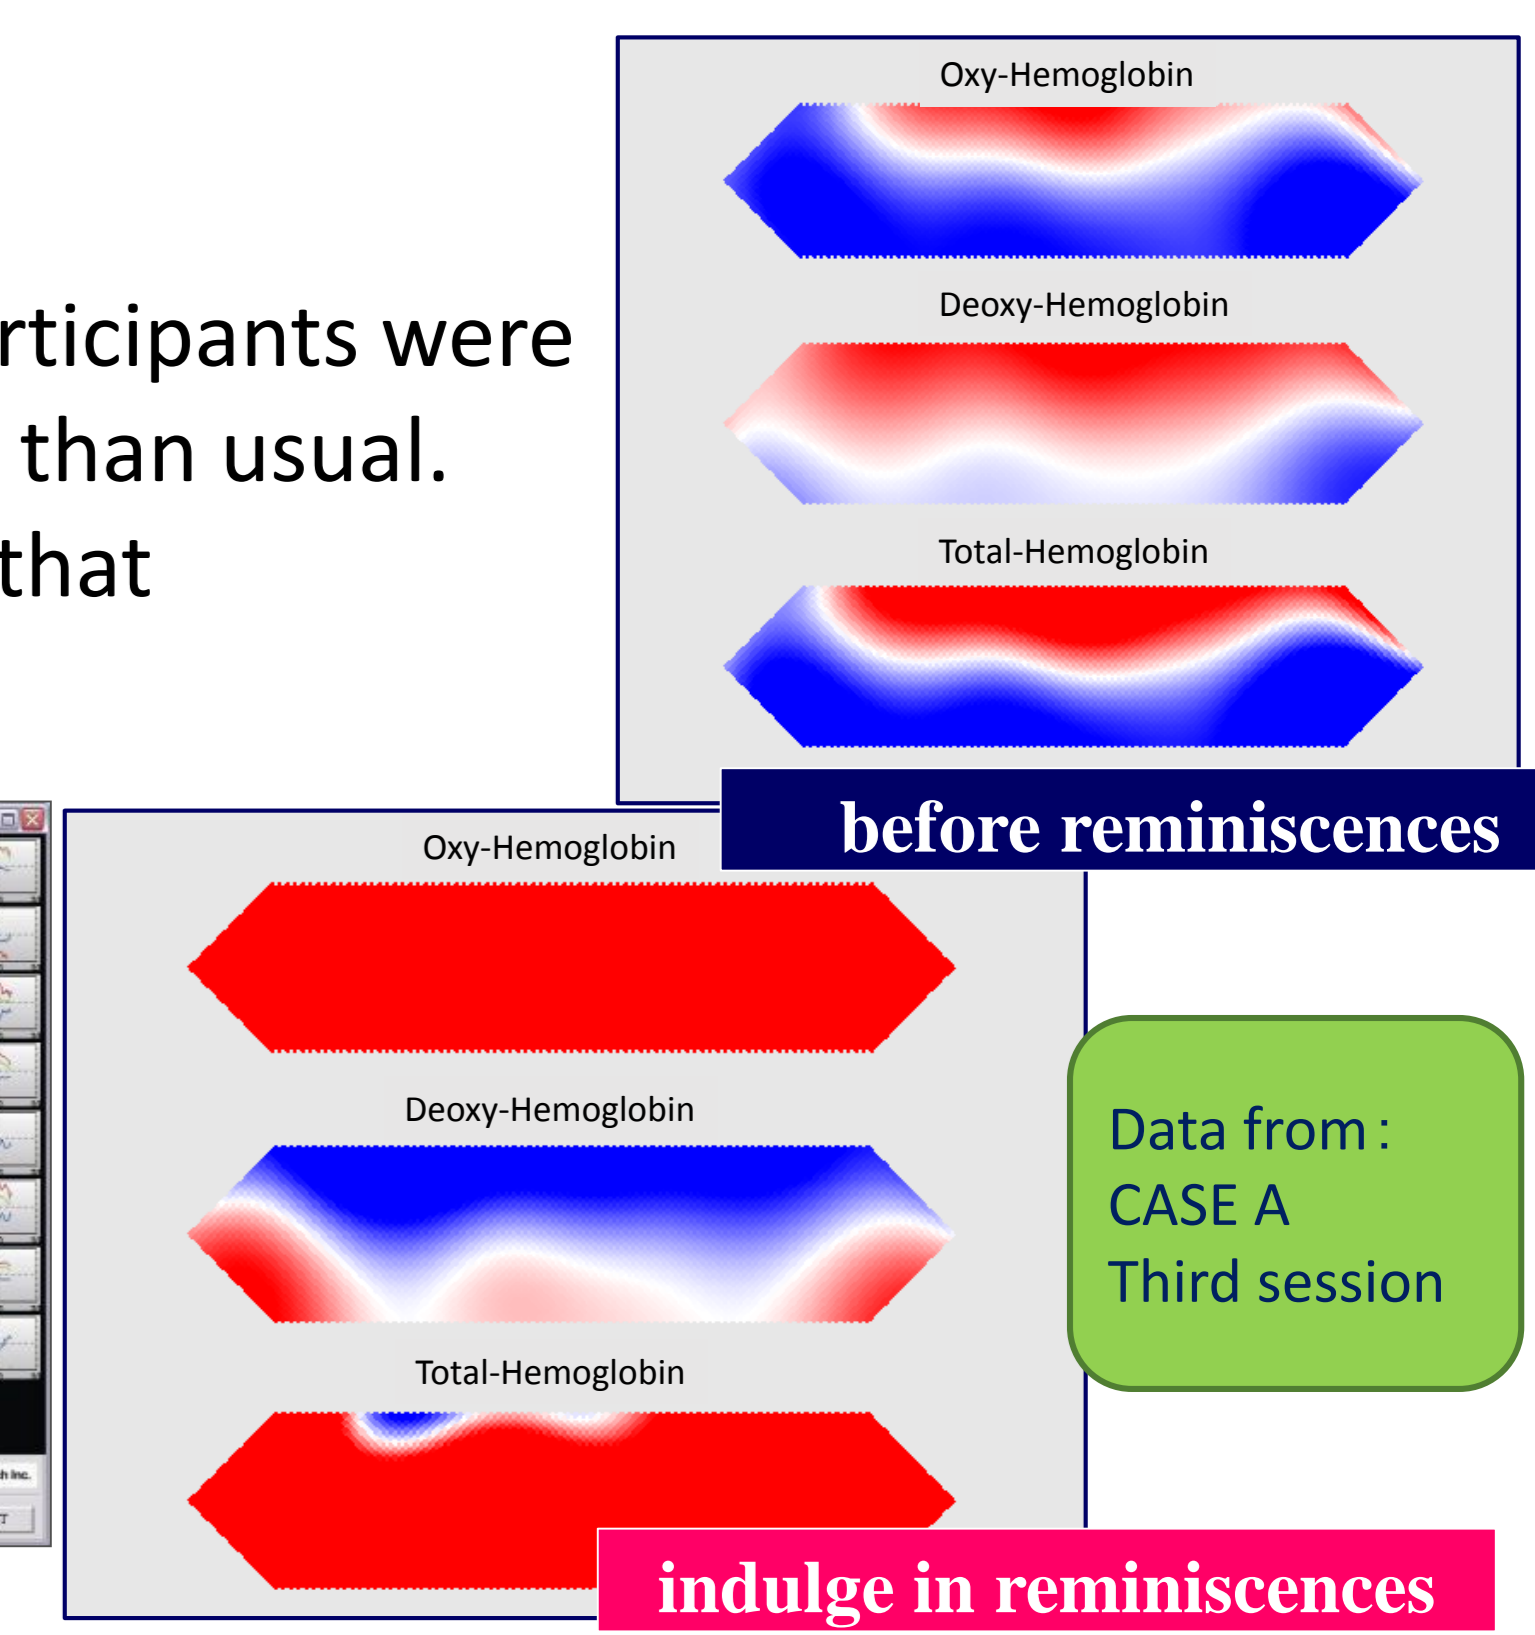 Oxy-Hemoglobin
Deoxy-Hemoglobin
Total-Hemoglobin
before reminiscences
were
than usual.
that
Oxy-Hemoglobin
Deoxy-Hemoglobin
Total-Hemoglobin
indulge in reminiscences
Data from:
CASE A
Third session
Inc.